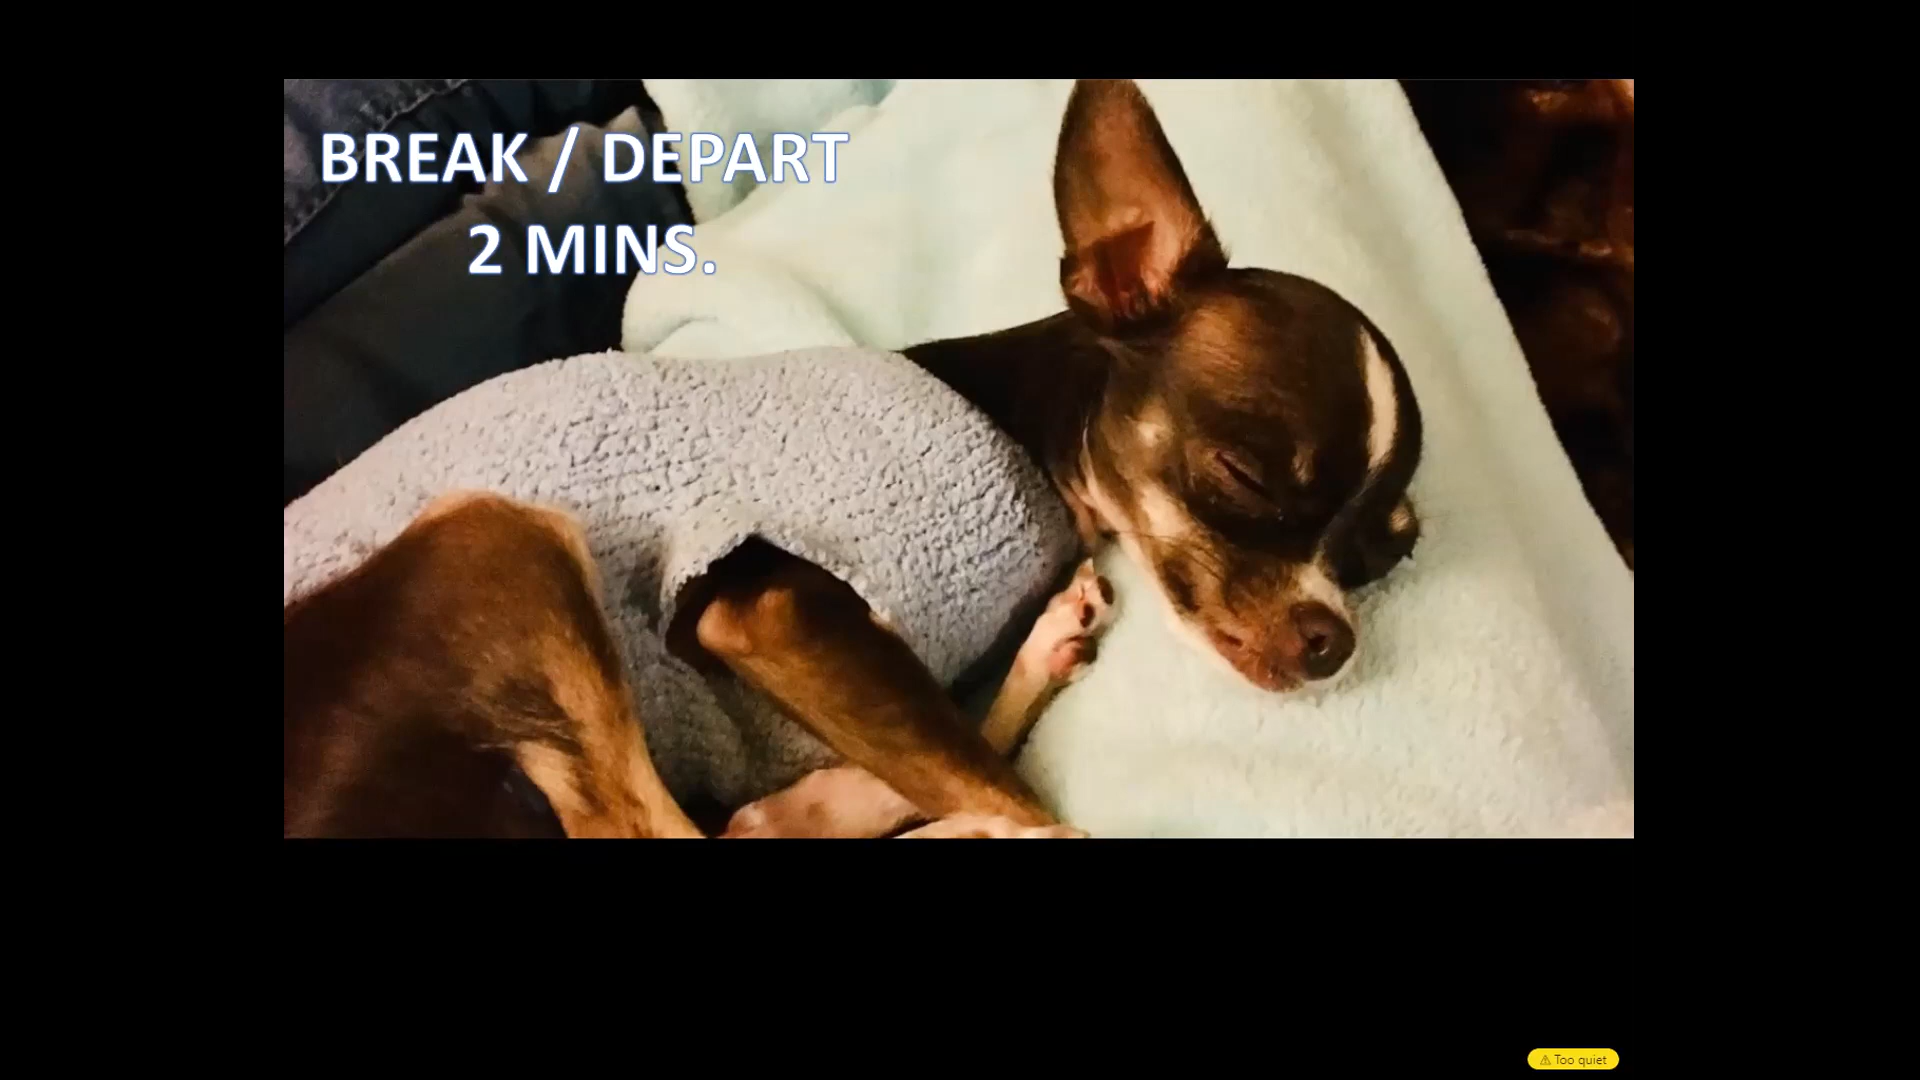 BREAK / DEPART
2 MINS.
⚠ Too quiet